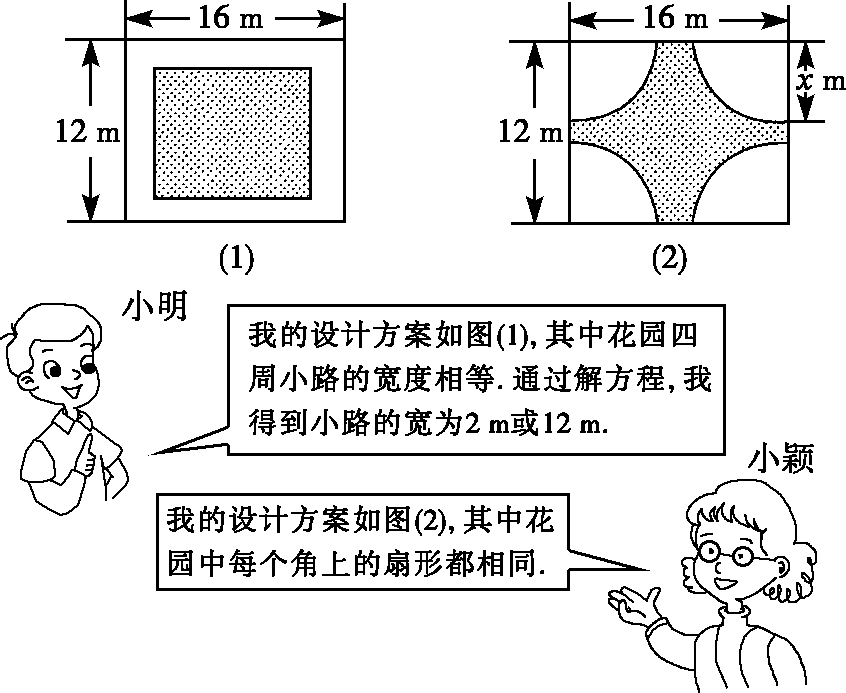 16 m
16 m
12 m
12 m
x m
(1)
(2)
小明
我的设计方案如图(1),其中花园四
周小路的宽度相等.通过解方程,我
得到小路的宽为2 m或12 m.
小颖
我的设计方案如图(2),其中花
园中每个角上的扇形都相同.